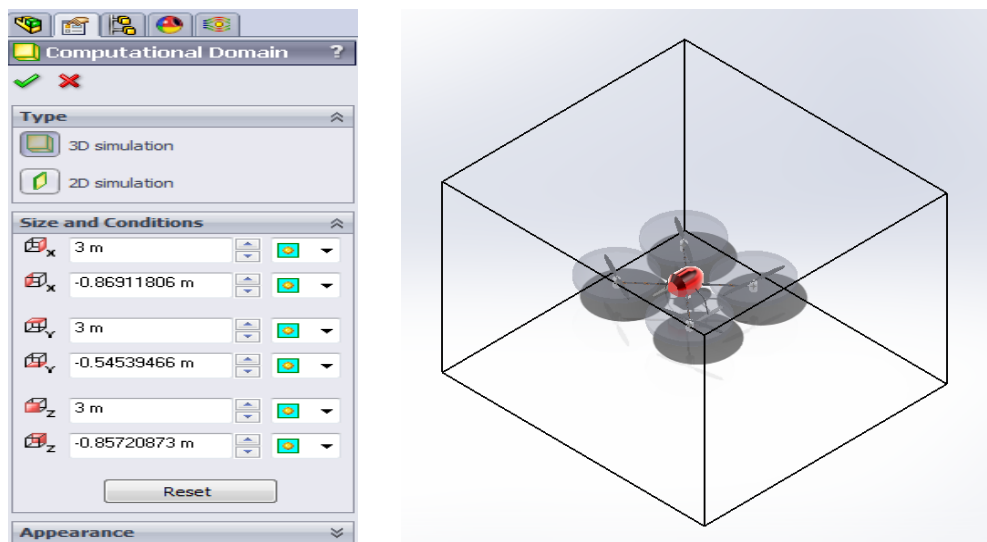 Computational Domain ?
Type
3D simulation
2D simulation
Size and Conditions
X 3 m
X -0.86911806 m
Y 3 m
Y -0.54539466 m
Z 3 m
Z -0.85720873 m
Reset
Appearance